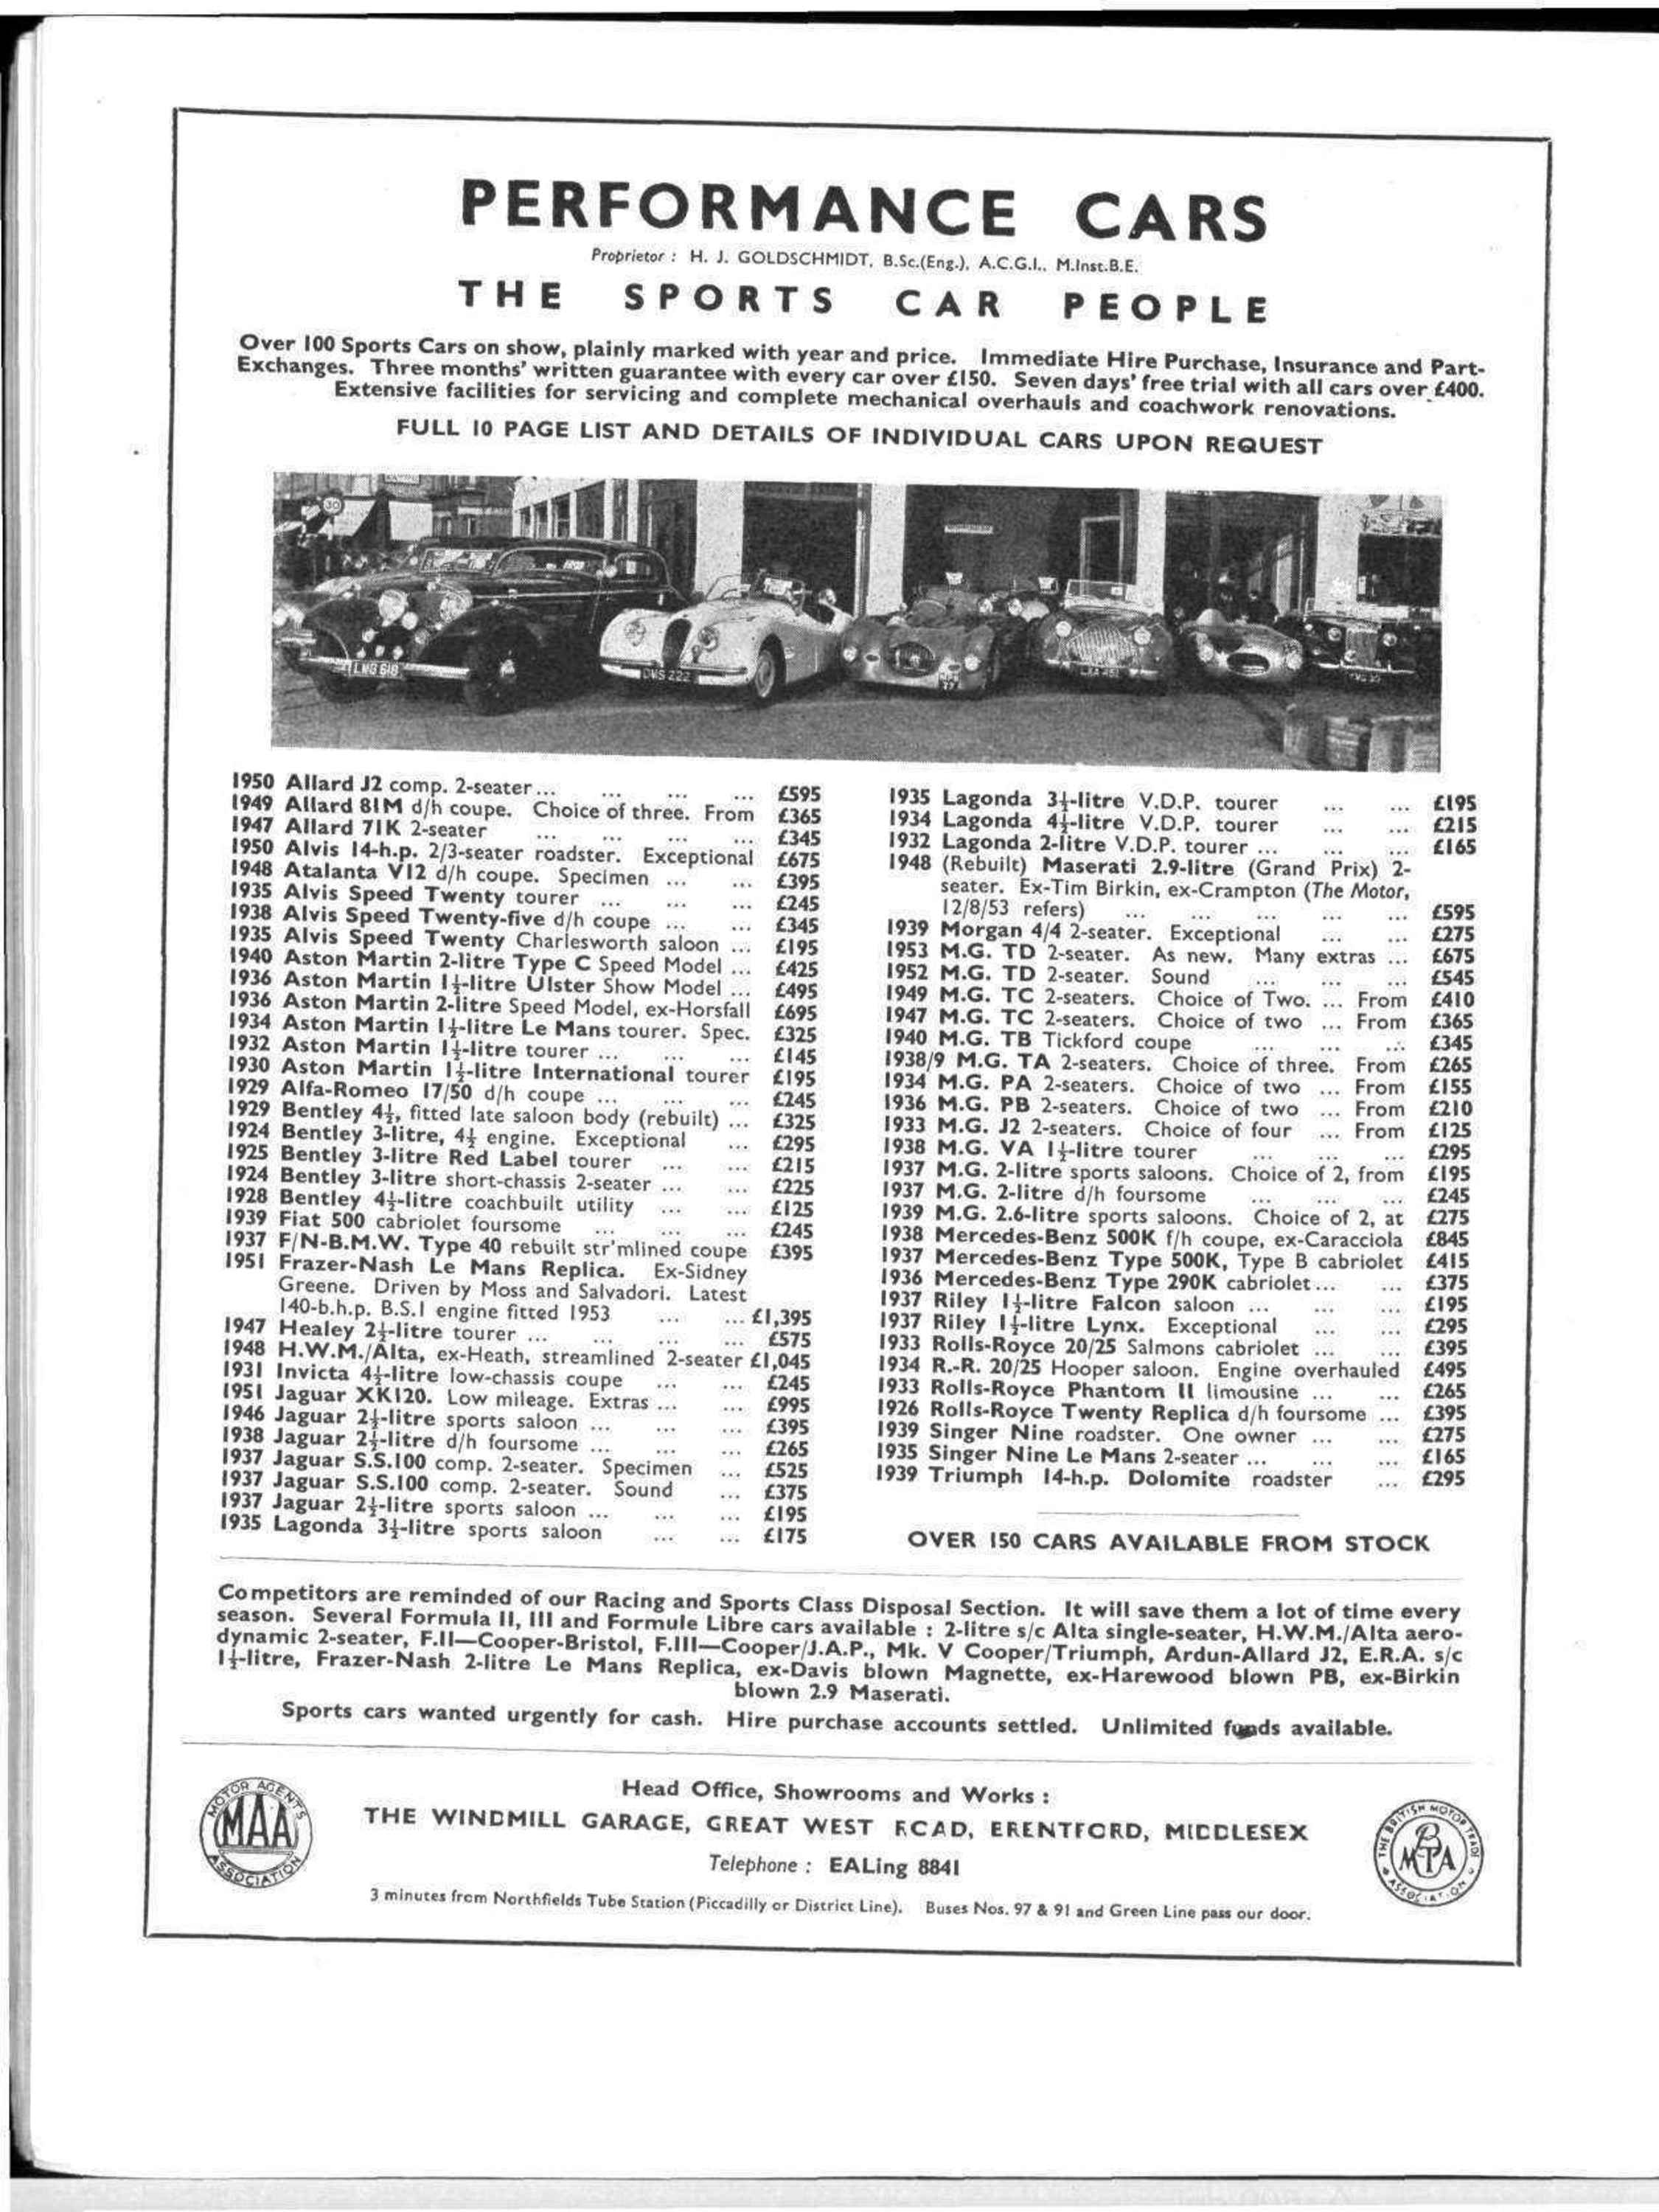 PERFORMANCE CARS
Proprietor : H. J. GOLDSCHMIDT, B.Sc.(Eng.), A.C.G.I., M.Inst.B.E.
THE SPORTS CAR PEOPLE
Over 100 Sports Cars on show, plainly marked with year and price. Immediate Hire Purchase, Insurance and Part-
Exchanges. Three months' written guarantee with every car over £150. Seven days' free trial with all cars over £400.
Extensive facilities for servicing and complete mechanical overhauls and coachwork renovations.
FULL 10 PAGE LIST AND DETAILS OF INDIVIDUAL CARS UPON REQUEST
30
LMG 618
DMS 222
1950 Allard J2 comp. 2-seater ... ... ... ... £595
1949 Allard 81M d/h coupe. Choice of three. From £365
1947 Allard 71K 2-seater ... ... ... ... £345
1950 Alvis 14-h.p. 2/3-seater roadster. Exceptional £675
1948 Atalanta V12 d/h coupe. Specimen ... ... £395
1935 Alvis Speed Twenty tourer ... ... ... £245
1938 Alvis Speed Twenty-five d/h coupe ... ... £345
1935 Alvis Speed Twenty Charlesworth saloon ... £195
1940 Aston Martin 2-litre Type C Speed Model ... £425
1936 Aston Martin 1½-litre Ulster Show Model ... £495
1936 Aston Martin 2-litre Speed Model, ex-Horsfall £695
1934 Aston Martin 1½-litre Le Mans tourer. Spec. £325
1932 Aston Martin 1½-litre tourer ... ... ... £145
1930 Aston Martin 1½-litre International tourer £195
1929 Alfa-Romeo 17/50 d/h coupe ... ... ... £245
1929 Bentley 4½, fitted late saloon body (rebuilt) ... £325
1924 Bentley 3-litre, 4½ engine. Exceptional ... £295
1925 Bentley 3-litre Red Label tourer ... ... £215
1924 Bentley 3-litre short-chassis 2-seater ... ... £225
1928 Bentley 4½-litre coachbuilt utility ... ... £125
1939 Fiat 500 cabriolet foursome ... ... ... £245
1937 F/N-B.M.W. Type 40 rebuilt str'mlined coupe £395
1951 Frazer-Nash Le Mans Replica. Ex-Sidney
Greene. Driven by Moss and Salvadori. Latest
140-b.h.p. B.S.I engine fitted 1953 ... ... £1,395
1947 Healey 2½-litre tourer ... ... ... ... £575
1948 H.W.M./Alta, ex-Heath, streamlined 2-seater £1,045
1931 Invicta 4½-litre low-chassis coupe ... ... £245
1951 Jaguar XK120. Low mileage. Extras ... ... £995
1946 Jaguar 2½-litre sports saloon ... ... ... £395
1938 Jaguar 2½-litre d/h foursome ... ... ... £265
1937 Jaguar S.S.100 comp. 2-seater. Specimen ... £525
1937 Jaguar S.S.100 comp. 2-seater. Sound ... £375
1937 Jaguar 2½-litre sports saloon ... ... ... £195
1935 Lagonda 3½-litre sports saloon ... ... £175
1935 Lagonda 3½-litre V.D.P. tourer ... ... £195
1934 Lagonda 4½-litre V.D.P. tourer ... ... £215
1932 Lagonda 2-litre V.D.P. tourer ... ... ... £165
1948 (Rebuilt) Maserati 2.9-litre (Grand Prix) 2-
seater. Ex-Tim Birkin, ex-Crampton (The Motor,
12/8/53 refers) ... ... ... ... ... £595
1939 Morgan 4/4 2-seater. Exceptional ... ... £275
1953 M.G. TD 2-seater. As new. Many extras ... £675
1952 M.G. TD 2-seater. Sound ... ... ... £545
1949 M.G. TC 2-seaters. Choice of Two. ... From £410
1947 M.G. TC 2-seaters. Choice of two ... From £365
1940 M.G. TB Tickford coupe ... ... ... £345
1938/9 M.G. TA 2-seaters. Choice of three. From £265
1934 M.G. PA 2-seaters. Choice of two ... From £155
1936 M.G. PB 2-seaters. Choice of two ... From £210
1933 M.G. J2 2-seaters. Choice of four ... From £125
1938 M.G. VA 1½-litre tourer ... ... ... £295
1937 M.G. 2-litre sports saloons. Choice of 2, from £195
1937 M.G. 2-litre d/h foursome ... ... ... £245
1939 M.G. 2.6-litre sports saloons. Choice of 2, at £275
1938 Mercedes-Benz 500K f/h coupe, ex-Caracciola £845
1937 Mercedes-Benz Type 500K, Type B cabriolet £415
1936 Mercedes-Benz Type 290K cabriolet ... ... £375
1937 Riley 1½-litre Falcon saloon ... ... ... £195
1937 Riley 1½-litre Lynx. Exceptional ... ... £295
1933 Rolls-Royce 20/25 Salmons cabriolet ... ... £395
1934 R.-R. 20/25 Hooper saloon. Engine overhauled £495
1933 Rolls-Royce Phantom II limousine ... ... £265
1926 Rolls-Royce Twenty Replica d/h foursome ... £395
1939 Singer Nine roadster. One owner ... ... £275
1935 Singer Nine Le Mans 2-seater ... ... ... £165
1939 Triumph 14-h.p. Dolomite roadster ... £295
OVER 150 CARS AVAILABLE FROM STOCK
Competitors are reminded of our Racing and Sports Class Disposal Section. It will save them a lot of time every
season. Several Formula II, III and Formule Libre cars available : 2-litre s/c Alta single-seater, H.W.M./Alta aero-
dynamic 2-seater, F.II—Cooper-Bristol, F.III—Cooper/J.A.P., Mk. V Cooper/Triumph, Ardun-Allard J2, E.R.A. s/c
1½-litre, Frazer-Nash 2-litre Le Mans Replica, ex-Davis blown Magnette, ex-Harewood blown PB, ex-Birkin
blown 2.9 Maserati.
Sports cars wanted urgently for cash. Hire purchase accounts settled. Unlimited funds available.
MOTOR AGENTS
MAA
ASSOCIATION
Head Office, Showrooms and Works :
THE WINDMILL GARAGE, GREAT WEST RCAD, ERENTFORD, MIDDLESEX
Telephone : EALing 8841
3 minutes from Northfields Tube Station (Piccadilly or District Line). Buses Nos. 97 & 91 and Green Line pass our door.
THE BRITISH MOTOR TRADE
BMTA
ASSOCIATION